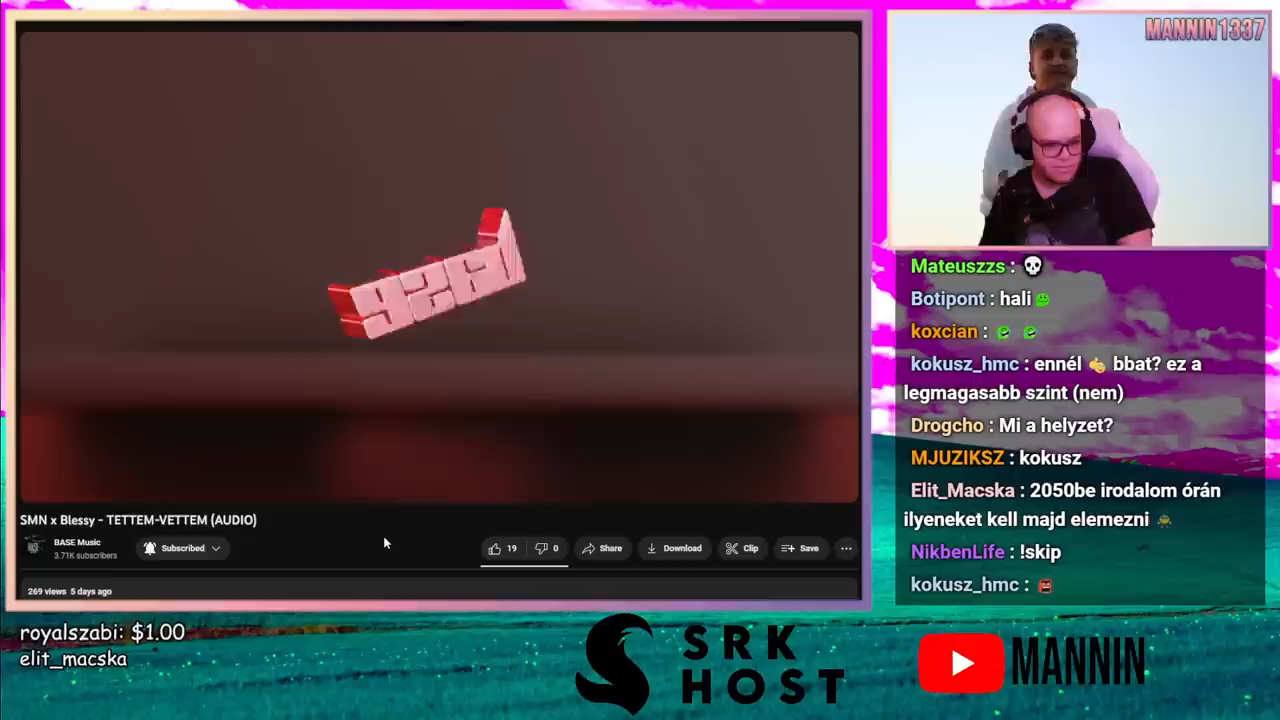 MANNIN1337
SMN x Blessy - TETTEM-VETTEM (AUDIO)
BASE Music
3.71K subscribers
Subscribed
19
0
Share
Download
Clip
Save
269 views 5 days ago
Mateuszzs :
Botipont : hali
koxcian :
kokusz_hmc : ennél bbat? ez a
legmagasabb szint (nem)
Drogcho : Mi a helyzet?
MJUZIKSZ : kokusz
Elit_Macska : 2050be irodalom órán
ilyeneket kell majd elemezni
NikbenLife : !skip
kokusz_hmc :
royalszabi: $1.00
elit_macska
SRK
HOST
MANNIN